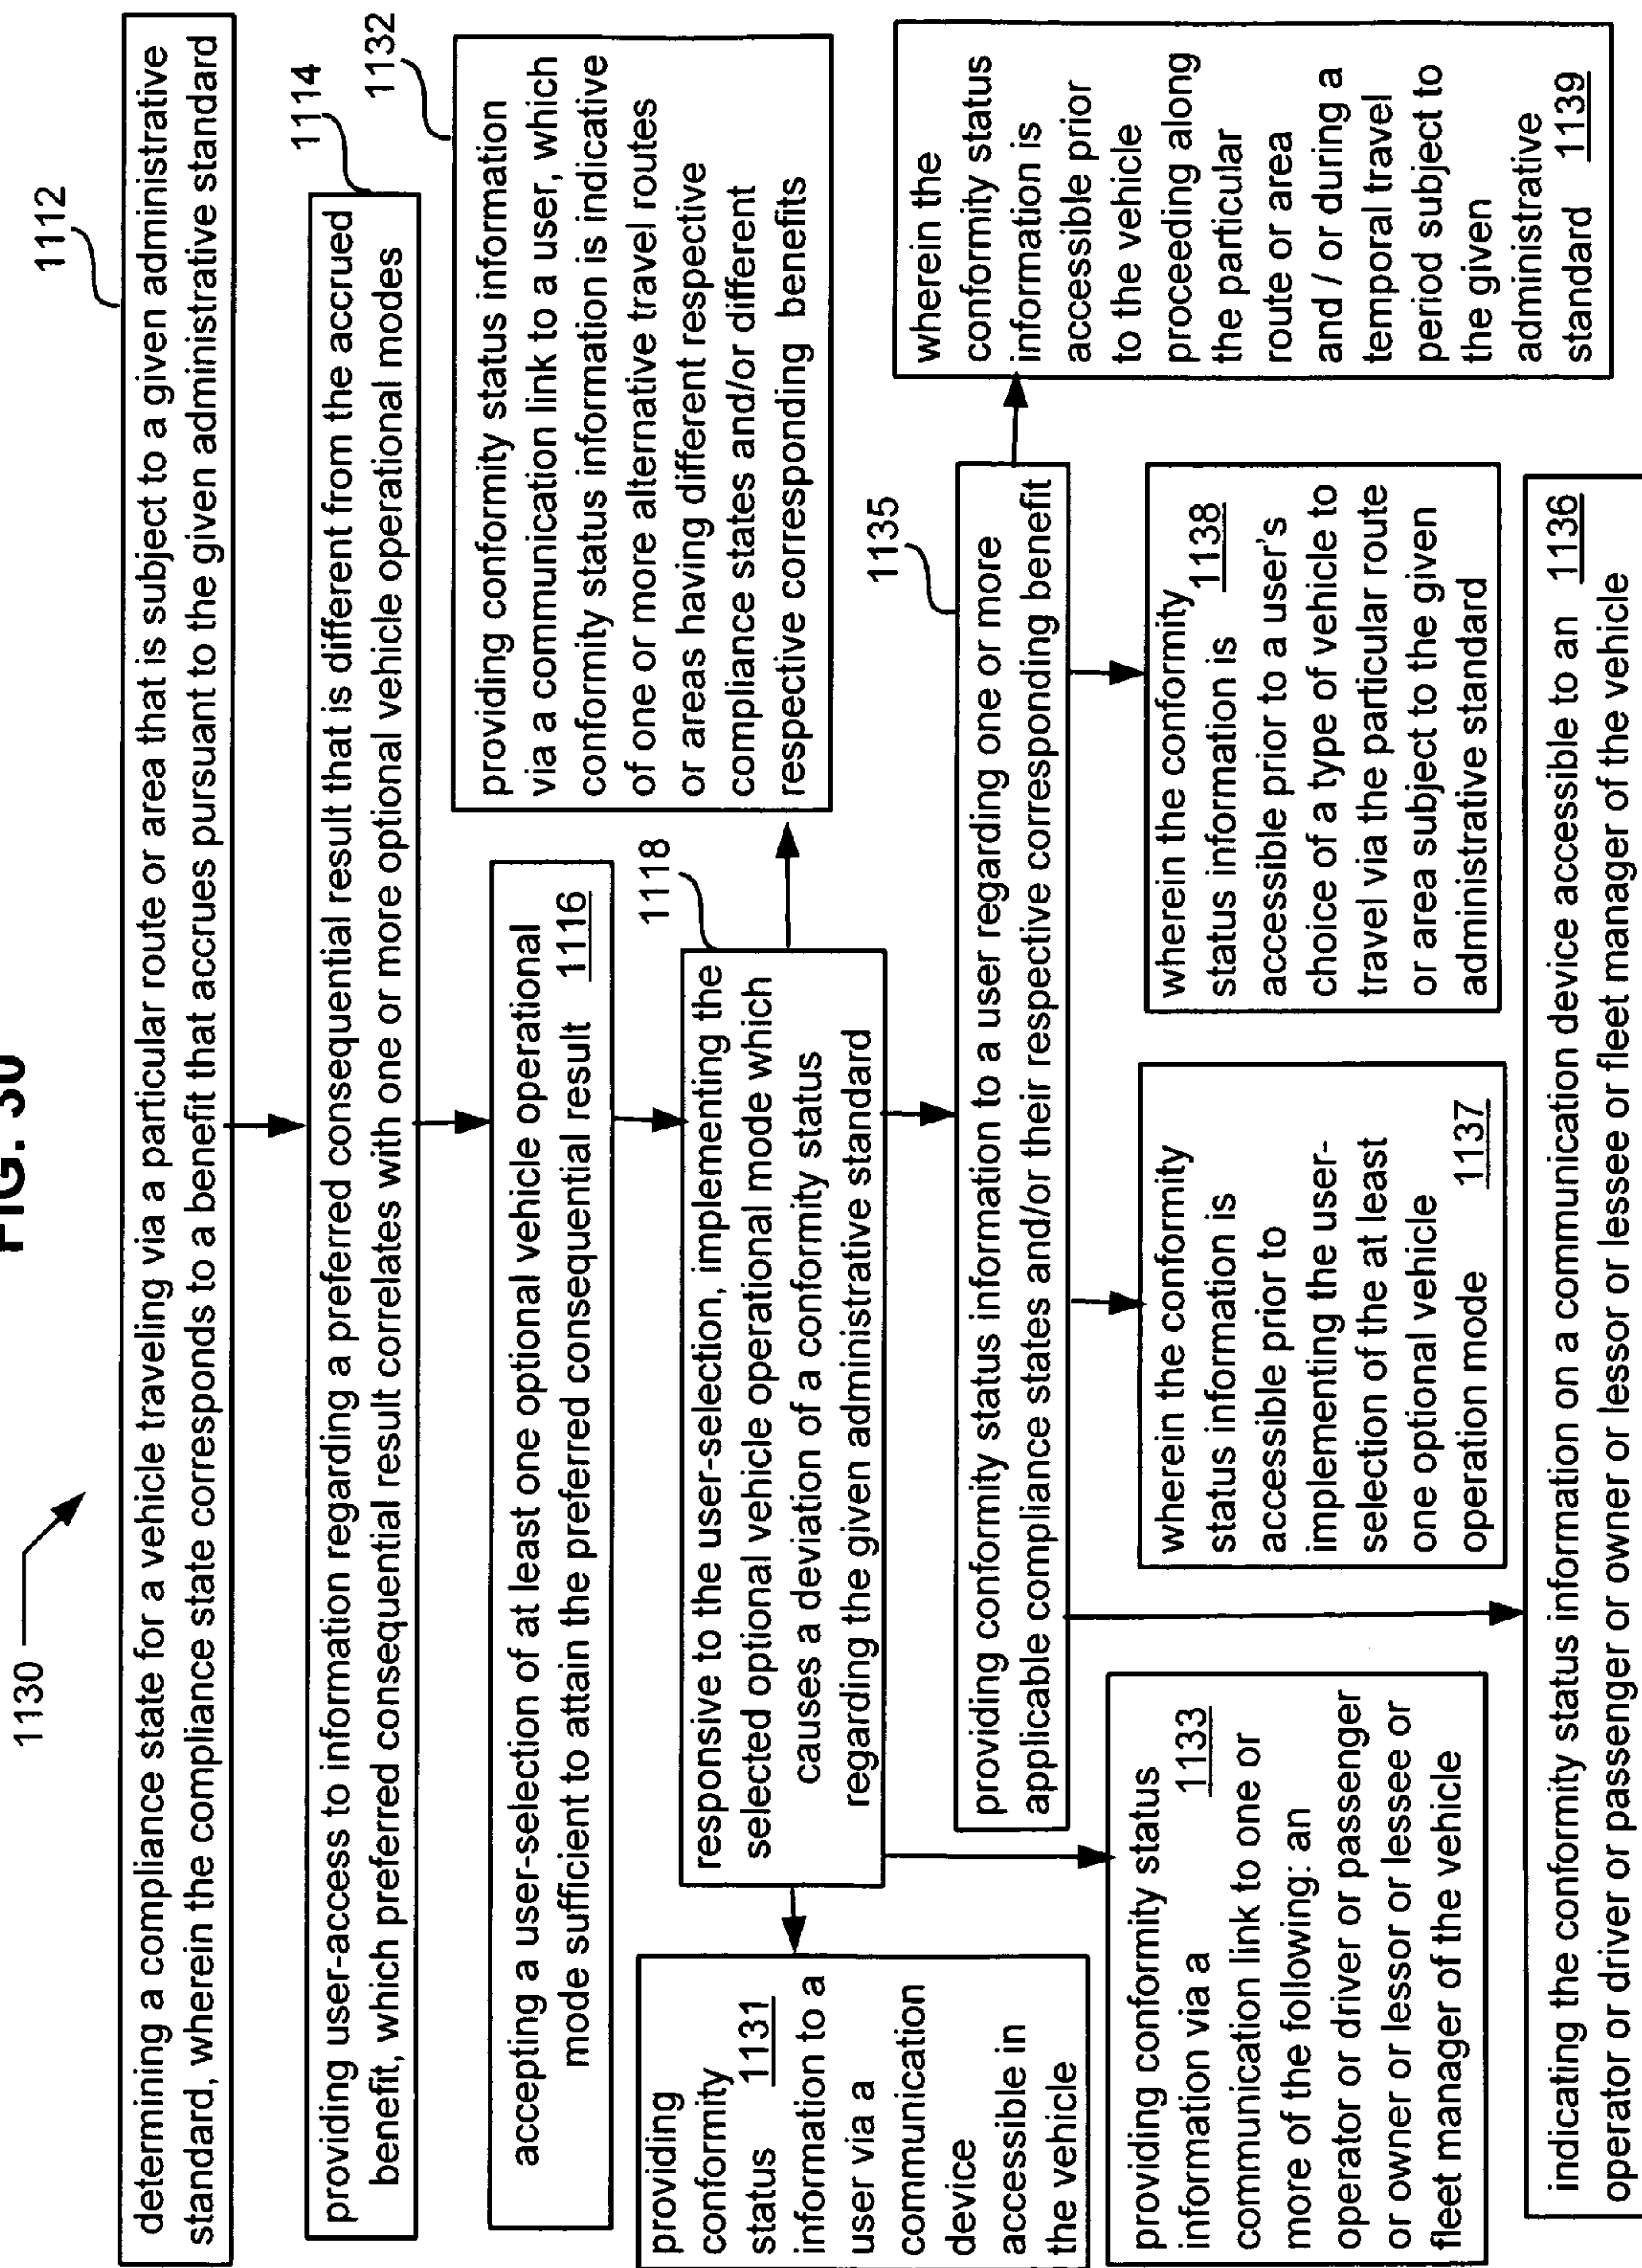 FIG. 30
1130
1112
determining a compliance state for a vehicle traveling via a particular route or area that is subject to a given administrative
standard, wherein the compliance state corresponds to a benefit that accrues pursuant to the given administrative standard
1114
providing user-access to information regarding a preferred consequential result that is different from the accrued
benefit, which preferred consequential result correlates with one or more optional vehicle operational modes
accepting a user-selection of at least one optional vehicle operational
mode sufficient to attain the preferred consequential result 1116
1132
providing conformity status information
via a communication link to a user, which
conformity status information is indicative
of one or more alternative travel routes
or areas having different respective
compliance states and/or different
respective corresponding benefits
1118
responsive to the user-selection, implementing the
selected optional vehicle operational mode which
causes a deviation of a conformity status
regarding the given administrative standard
providing
conformity
status 1131
information to a
user via a
communication
device
accessible in
the vehicle
1135
providing conformity status information to a user regarding one or more
applicable compliance states and/or their respective corresponding benefit
wherein the
conformity status
information is
accessible prior
to the vehicle
proceeding along
the particular
route or area
and / or during a
temporal travel
period subject to
the given
administrative
standard 1139
providing conformity status
information via a 1133
communication link to one or
more of the following: an
operator or driver or passenger
or owner or lessor or lessee or
fleet manager of the vehicle
wherein the conformity
status information is
accessible prior to
implementing the user-
selection of the at least
one optional vehicle
operation mode 1137
wherein the conformity
status information is 1138
accessible prior to a user's
choice of a type of vehicle to
travel via the particular route
or area subject to the given
administrative standard
indicating the conformity status information on a communication device accessible to an 1136
operator or driver or passenger or owner or lessor or lessee or fleet manager of the vehicle